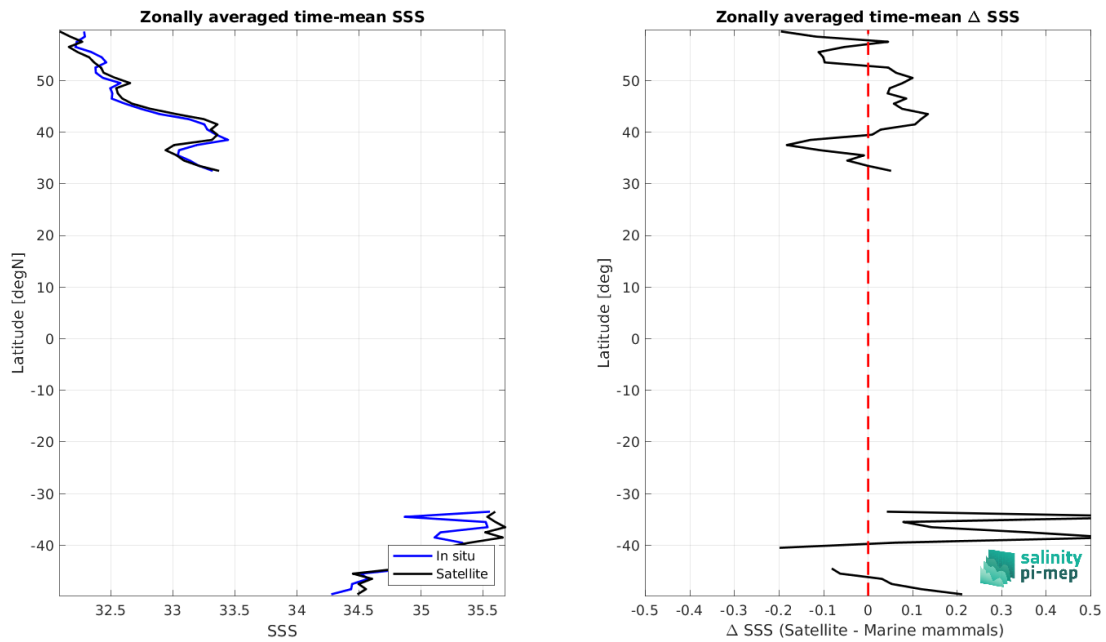 Zonally averaged time-mean SSS
50
40
30
20
10
0
-10
-20
-30
-40
Latitude [degN]
32.5 33 33.5 34 34.5 35 35.5
SSS
In situ
Satellite
Zonally averaged time-mean Δ SSS
50
40
30
20
10
0
-10
-20
-30
-40
Latitude [deg]
-0.5 -0.4 -0.3 -0.2 -0.1 0 0.1 0.2 0.3 0.4 0.5
Δ SSS (Satellite - Marine mammals)
salinity
pi-mep